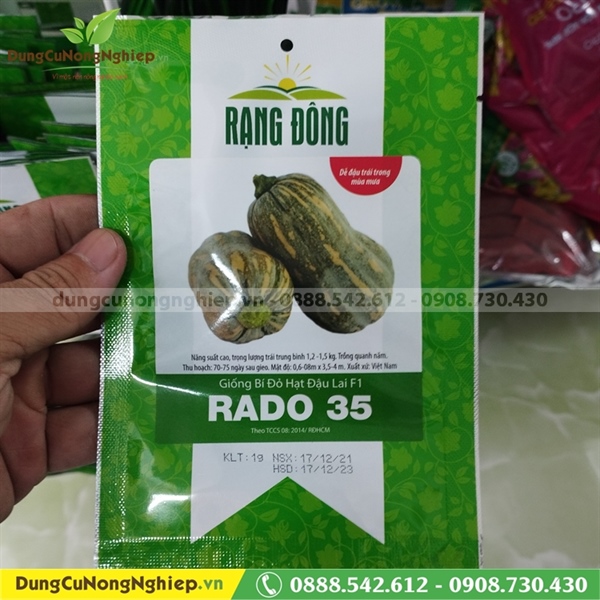 DungCuNongNghiep.vn
RẠNG ĐÔNG
Dễ đậu trái trong
mùa mưa
dungcunongnghiep.vn - 0888.542.612 - 0908.730.430
Năng suất cao, trọng lượng trái trung bình 1,2 -1,5 kg. Trồng quanh năm.
Thu hoạch: 70-75 ngày sau gieo. Mật độ: 0,6-08m x 3,5-4 m. Xuất xứ: Việt Nam
Giống Bí Đỏ Hạt Đậu Lai F1
RADO 35
Theo TCCS 08: 2014/ RĐHCM
KLT: 1g NSX: 17/12/21
HSD: 17/12/23
DungCuNongNghiep.vn 0888.542.612 - 0908.730.430